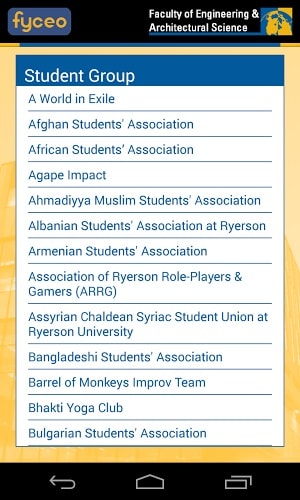 fyceo
Faculty of Engineering &
Architectural Science
Student Group
A World in Exile
Afghan Students' Association
African Students' Association
Agape Impact
Ahmadiyya Muslim Students' Association
Albanian Students' Association at Ryerson
Armenian Students' Association
Association of Ryerson Role-Players &
Gamers (ARRG)
Assyrian Chaldean Syriac Student Union at
Ryerson University
Bangladeshi Students' Association
Barrel of Monkeys Improv Team
Bhakti Yoga Club
Bulgarian Students' Association